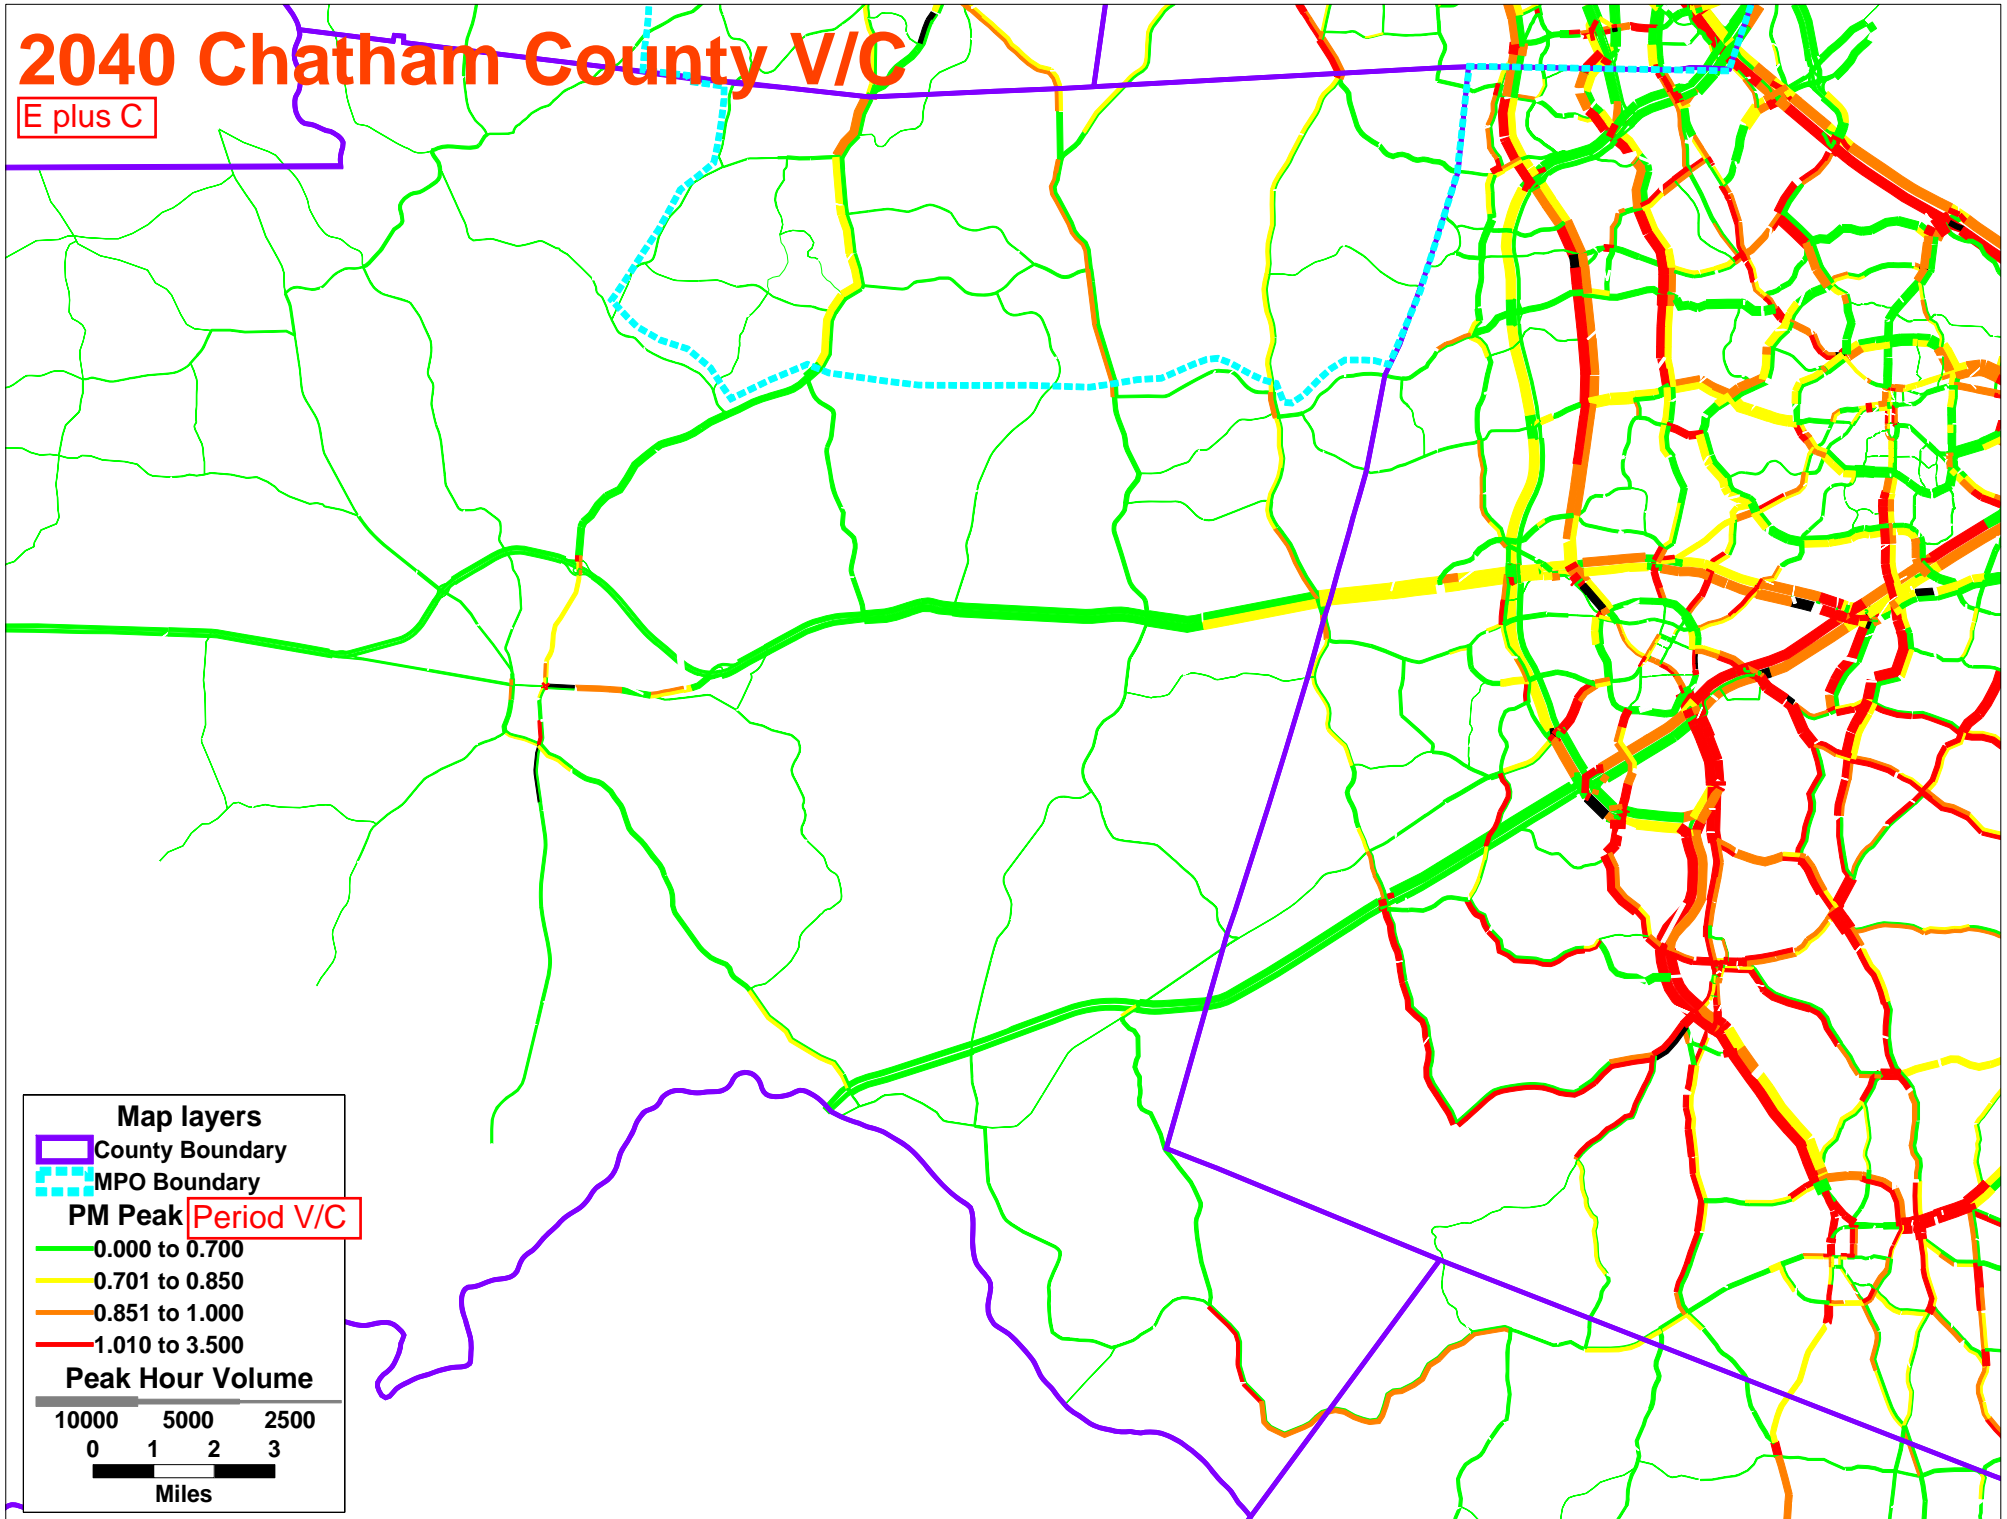 2040 Chatham County V/C
E plus C
Map layers
County Boundary
MPO Boundary
PM Peak Period V/C
0.000 to 0.700
0.701 to 0.850
0.851 to 1.000
1.010 to 3.500
Peak Hour Volume
10000 5000 2500
0 1 2 3
Miles